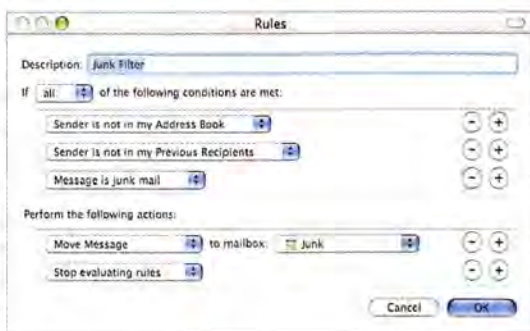 Rules
Description: Junk Filter
If all of the following conditions are met:
Sender is not in my Address Book
Sender is not in my Previous Recipients
Message is junk mail
Perform the following actions:
Move Message to mailbox: Junk
Stop evaluating rules
Cancel OK